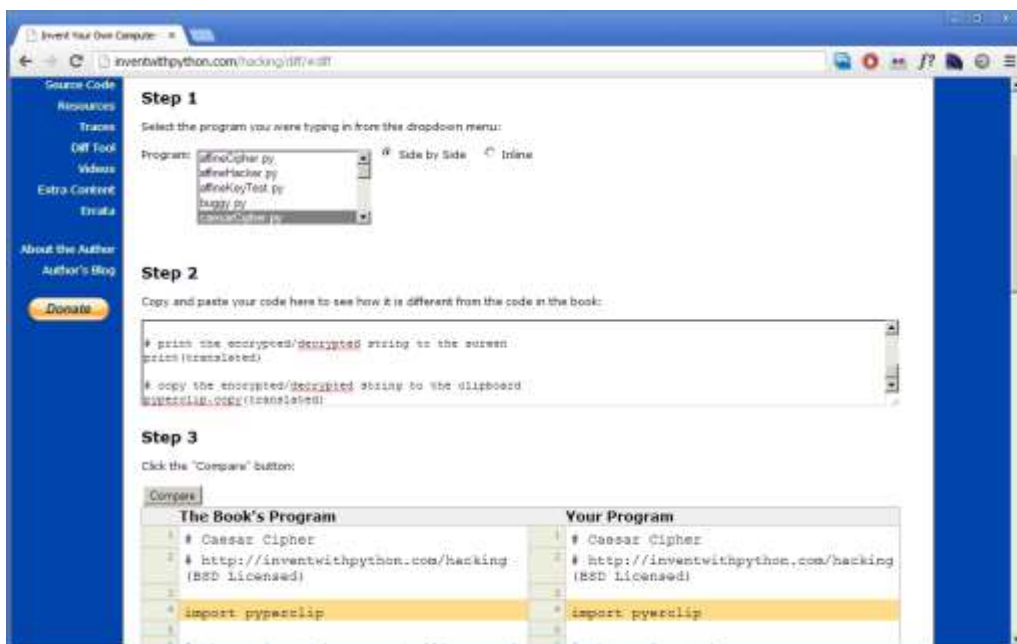 Invent Your Own Compute
inventwithpython.com/hacking/diff/#diff
Source Code
Resources
Traces
Diff Tool
Videos
Extra Content
Errata
About the Author
Author's Blog
Donate
Step 1
Select the program you were typing in from this dropdown menu:
Program:
affineCipher.py
affineHacker.py
affineKeyTest.py
buggy.py
caesarCipher.py
Side by Side
Inline
Step 2
Copy and paste your code here to see how it is different from the code in the book:
# print the encrypted/decrypted string to the screen
print(translated)
# copy the encrypted/decrypted string to the clipboard
pyperclip.copy(translated)
Step 3
Click the "Compare" button:
Compare
The Book's Program Your Program
1 # Caesar Cipher 1 # Caesar Cipher
2 # http://inventwithpython.com/hacking 2 # http://inventwithpython.com/hacking
(BSD Licensed) (BSD Licensed)
3 3
4 import pyperclip 4 import pyerclip
5 5